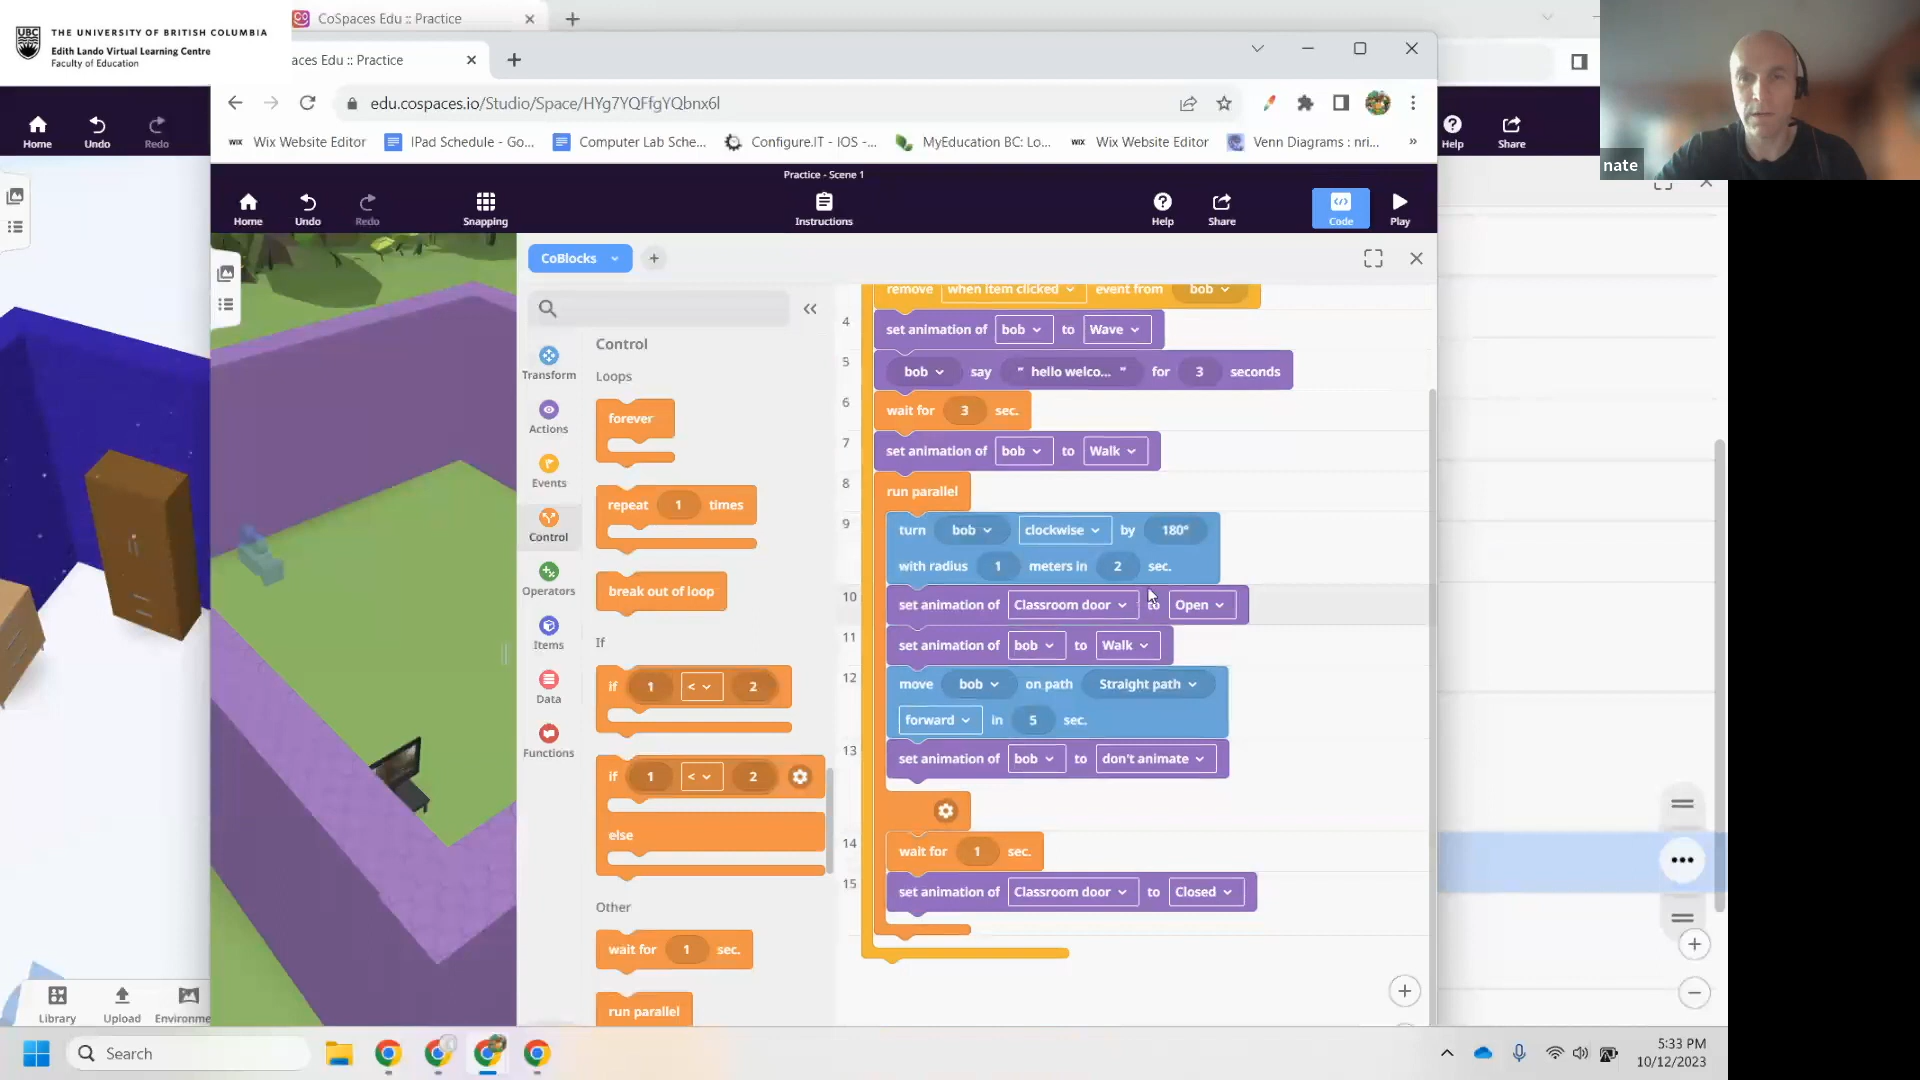 UBC
THE UNIVERSITY OF BRITISH COLUMBIA
Edith Lando Virtual Learning Centre
Faculty of Education
CoSpaces Edu :: Practice
aces Edu :: Practice
edu.cospaces.io/Studio/Space/HYg7YQFfgYQbnx6l
WIX Wix Website Editor
IPad Schedule - Go...
Computer Lab Sche...
Configure.IT - IOS -...
MyEducation BC: Lo...
WIX Wix Website Editor
Venn Diagrams : nri...
»
nate
Home
Undo
Redo
Help
Share
Practice - Scene 1
Home
Undo
Redo
Snapping
Instructions
Help
Share
Code
Play
CoBlocks
Transform
Actions
Events
Control
Operators
Items
Data
Functions
Control
Loops
forever
repeat 1 times
break out of loop
If
if 1 < 2
if 1 < 2
else
Other
wait for 1 sec.
run parallel
remove when item clicked event from bob
4 set animation of bob to Wave
5 bob say " hello welco... " for 3 seconds
6 wait for 3 sec.
7 set animation of bob to Walk
8 run parallel
9 turn bob clockwise by 180°
with radius 1 meters in 2 sec.
10 set animation of Classroom door to Open
11 set animation of bob to Walk
12 move bob on path Straight path
forward in 5 sec.
13 set animation of bob to don't animate
14 wait for 1 sec.
15 set animation of Classroom door to Closed
Library
Upload
Environme
Search
5:33 PM
10/12/2023